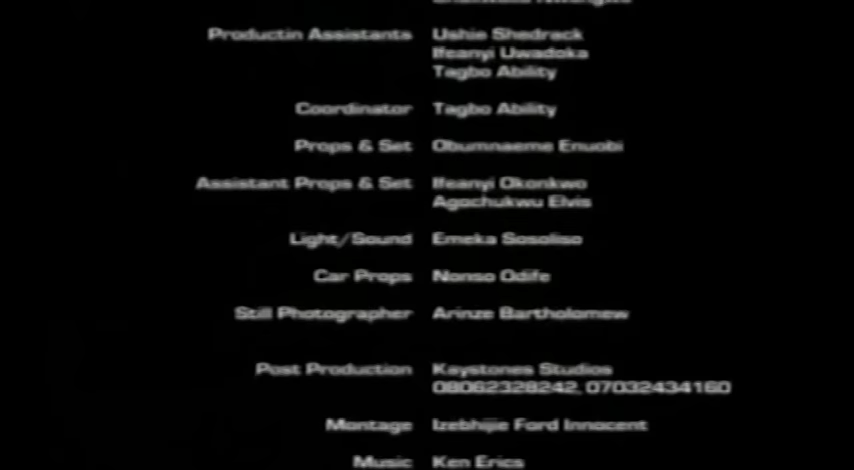 Productin Assistants Ushie Shedrack
Ifeanyi Uwadoka
Tagbo Ability
Coordinator Tagbo Ability
Props & Set Obumnaeme Enuobi
Assistant Props & Set Ifeanyi Okonkwo
Agochukwu Elvis
Light/Sound Emeka Sosoliso
Car Props Nonso Odife
Still Photographer Arinze Bartholomew
Post Production Kaystones Studios
08062328242, 07032434160
Montage Izebhijie Ford Innocent
Music Ken Erics